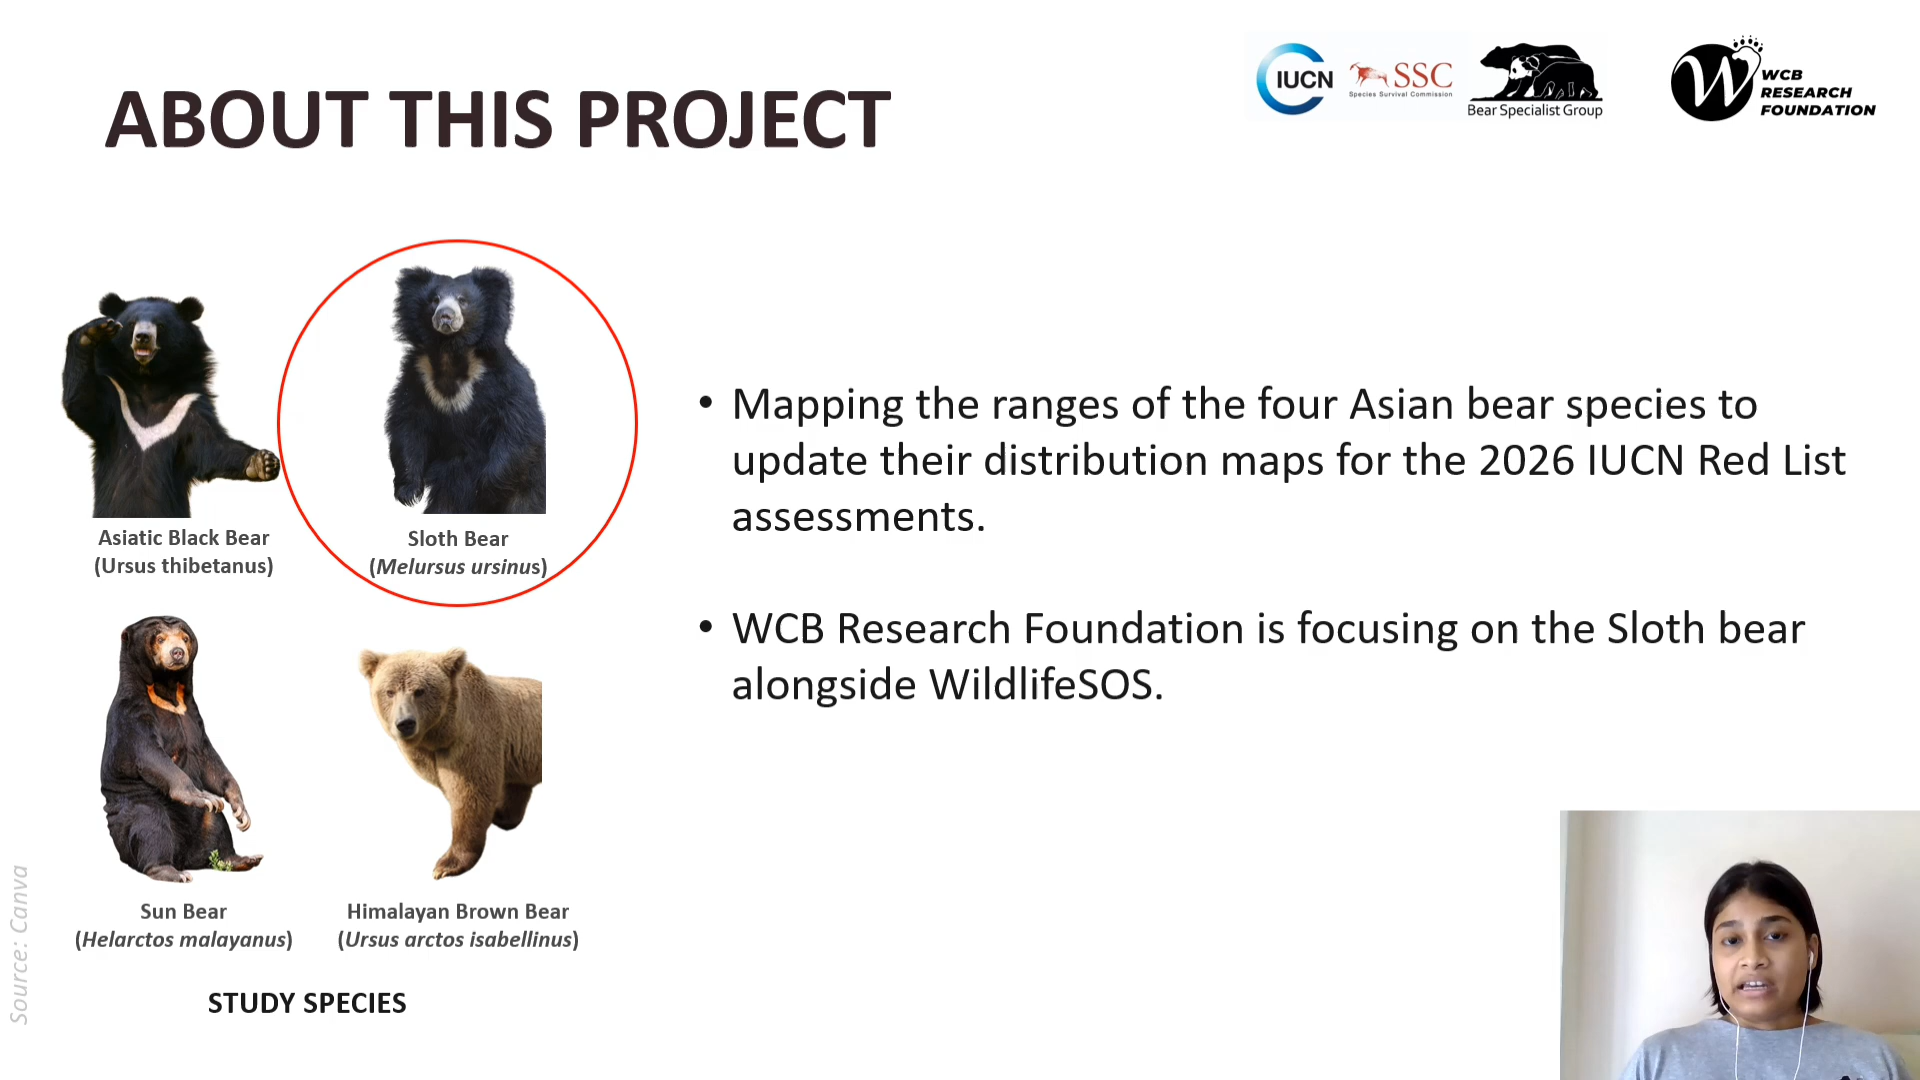 ABOUT THIS PROJECT
IUCN
SSC
Species Survival Commission
Bear Specialist Group
W
WCB
RESEARCH
FOUNDATION
Asiatic Black Bear
(Ursus thibetanus)
Sloth Bear
(Melursus ursinus)
Sun Bear
(Helarctos malayanus)
Himalayan Brown Bear
(Ursus arctos isabellinus)
STUDY SPECIES
Source: Canva
• Mapping the ranges of the four Asian bear species to
update their distribution maps for the 2026 IUCN Red List
assessments.
• WCB Research Foundation is focusing on the Sloth bear
alongside WildlifeSOS.